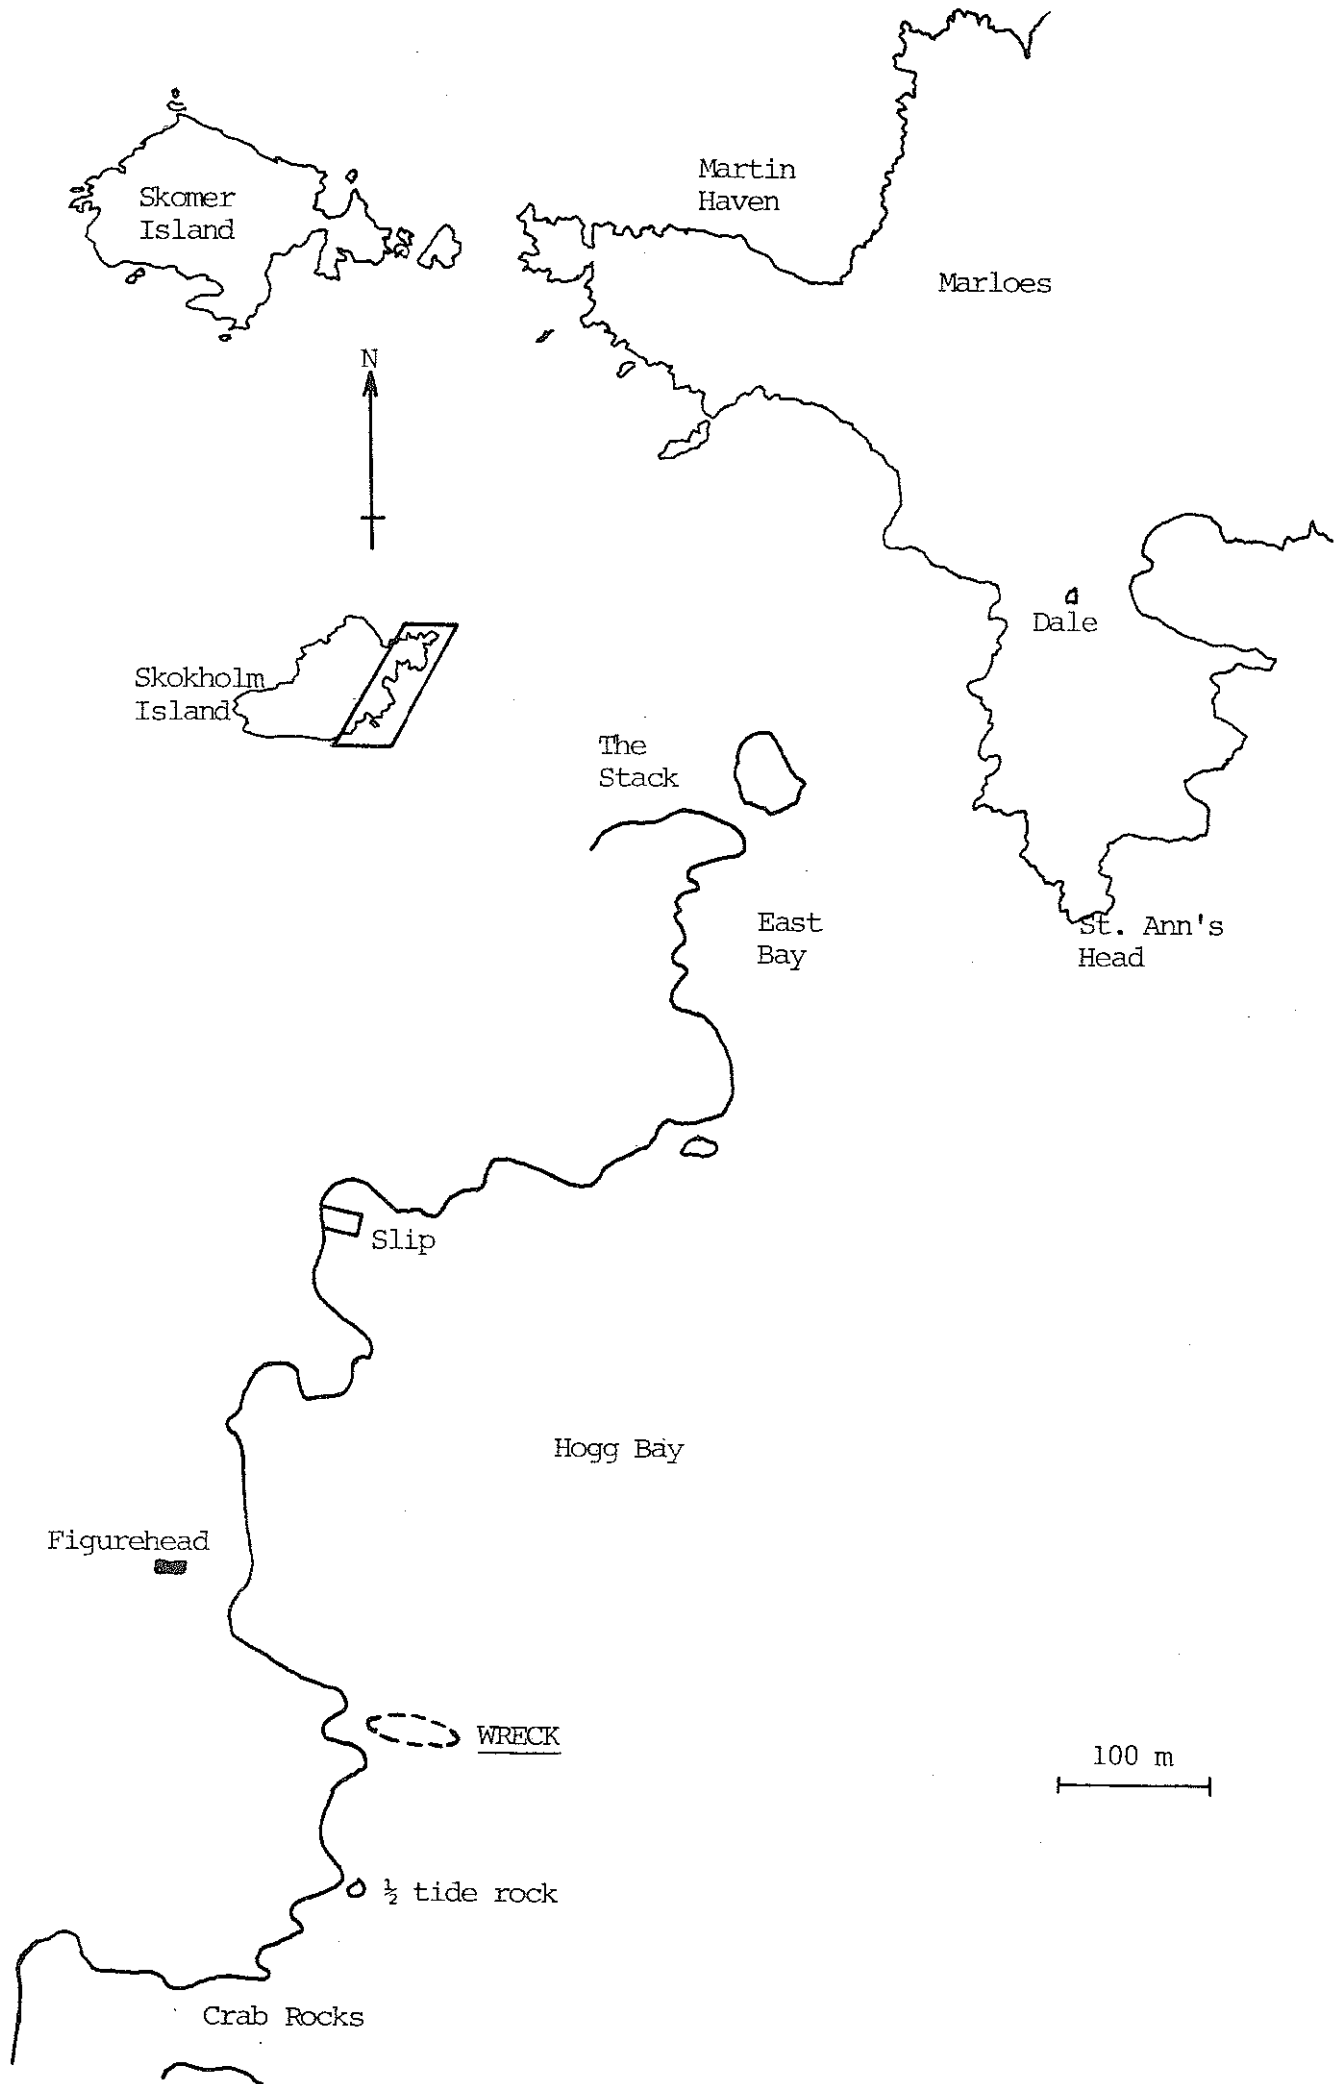 Martin
Haven
Skomer
Island
Marloes
N
Dale
Skokholm
Island
The
Stack
East
Bay
St. Ann's
Head
Slip
Hogg Bay
Figurehead
WRECK
100 m
½ tide rock
Crab Rocks